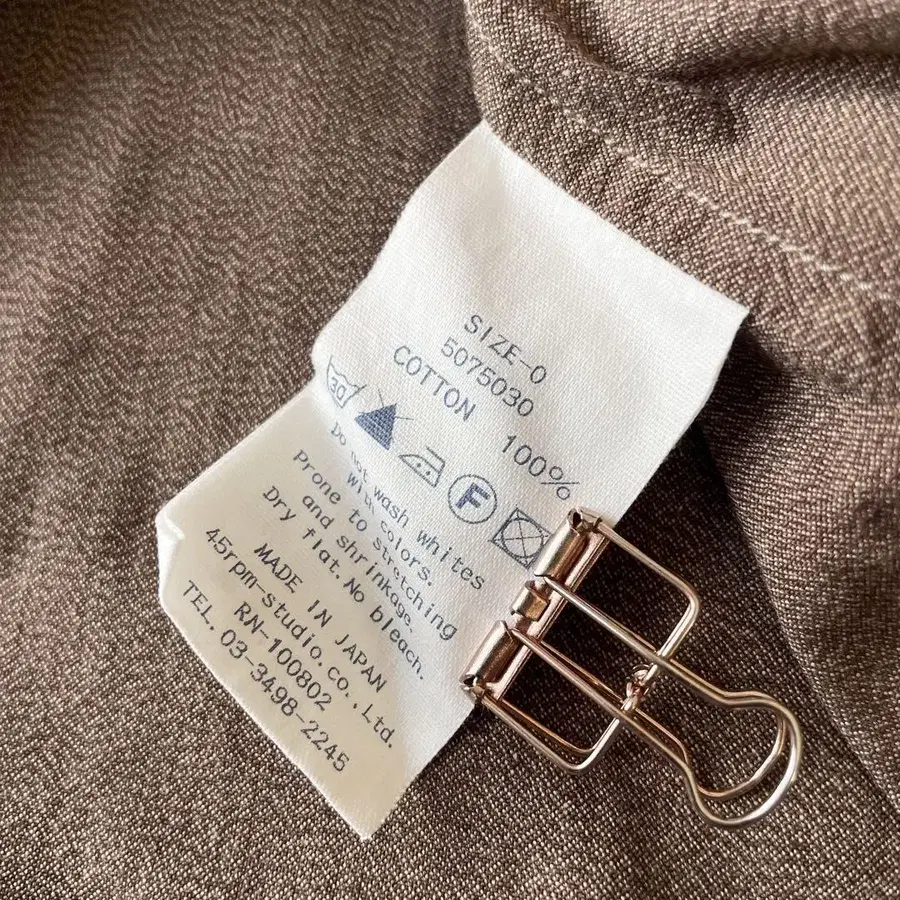 SIZE-0
5075030
COTTON 100%
30
F
Do not wash whites
with colors.
Prone to stretching
and shrinkage.
Dry flat. No bleach.
MADE IN JAPAN
45rpm-studio.co.,Ltd.
RN-100802
TEL. 03-3498-2245